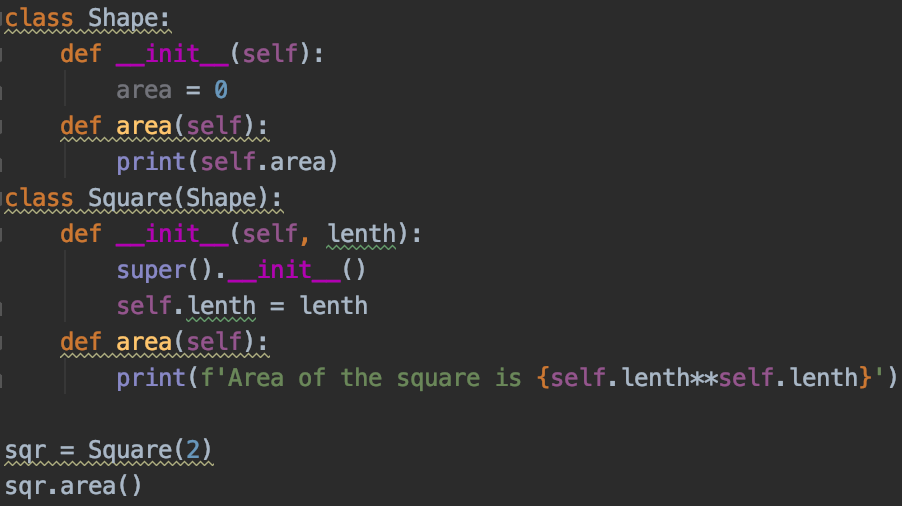 class Shape:
    def __init__(self):
        area = 0
    def area(self):
        print(self.area)
class Square(Shape):
    def __init__(self, lenth):
        super().__init__()
        self.lenth = lenth
    def area(self):
        print(f'Area of the square is {self.lenth**self.lenth}')

sqr = Square(2)
sqr.area()